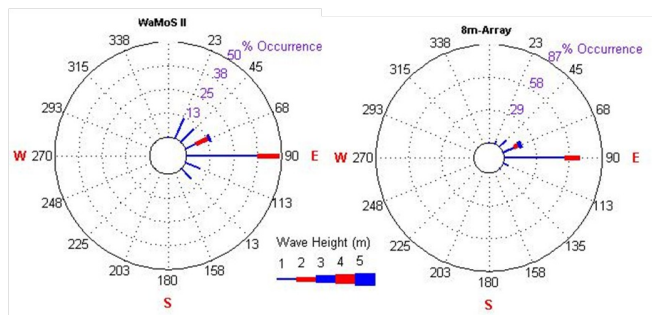 WaMoS II
338
23
50 % Occurrence
315
38
45
293
25
68
13
W 270
90 E
248
113
225
13
203
158
180
S
8m-Array
338
23
87 % Occurrence
315
58
45
293
29
68
W 270
90 E
248
113
225
135
203
158
180
S
Wave Height (m)
1 2 3 4 5